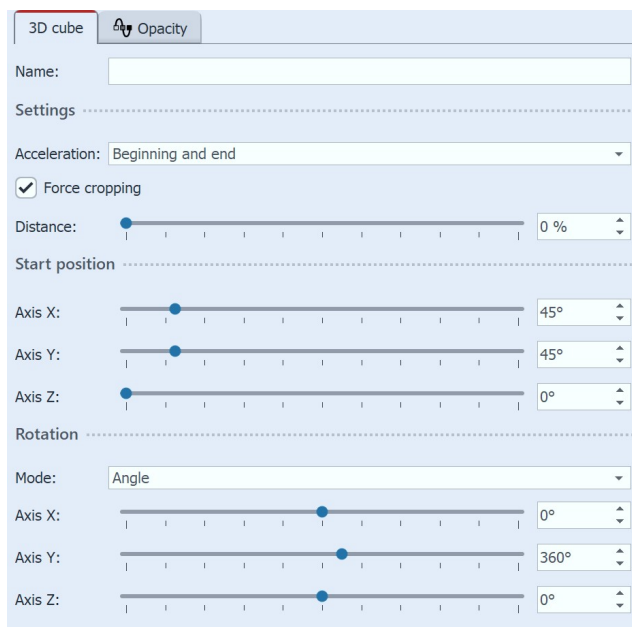 3D cube Opacity
Name:
Settings
Acceleration: Beginning and end
Force cropping
Distance: 0 %
Start position
Axis X: 45°
Axis Y: 45°
Axis Z: 0°
Rotation
Mode: Angle
Axis X: 0°
Axis Y: 360°
Axis Z: 0°